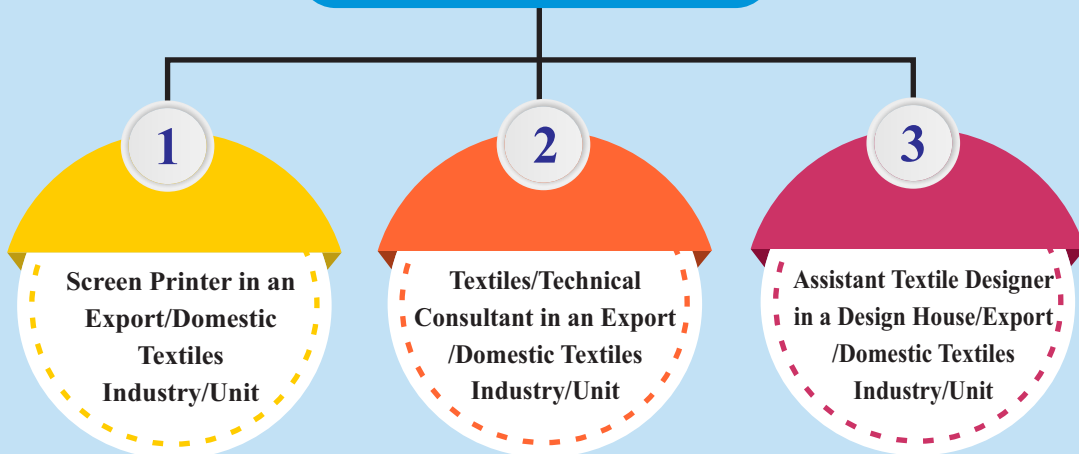 1
Screen Printer in an
Export/Domestic
Textiles
Industry/Unit
2
Textiles/Technical
Consultant in an Export
/Domestic Textiles
Industry/Unit
3
Assistant Textile Designer
in a Design House/Export
/Domestic Textiles
Industry/Unit